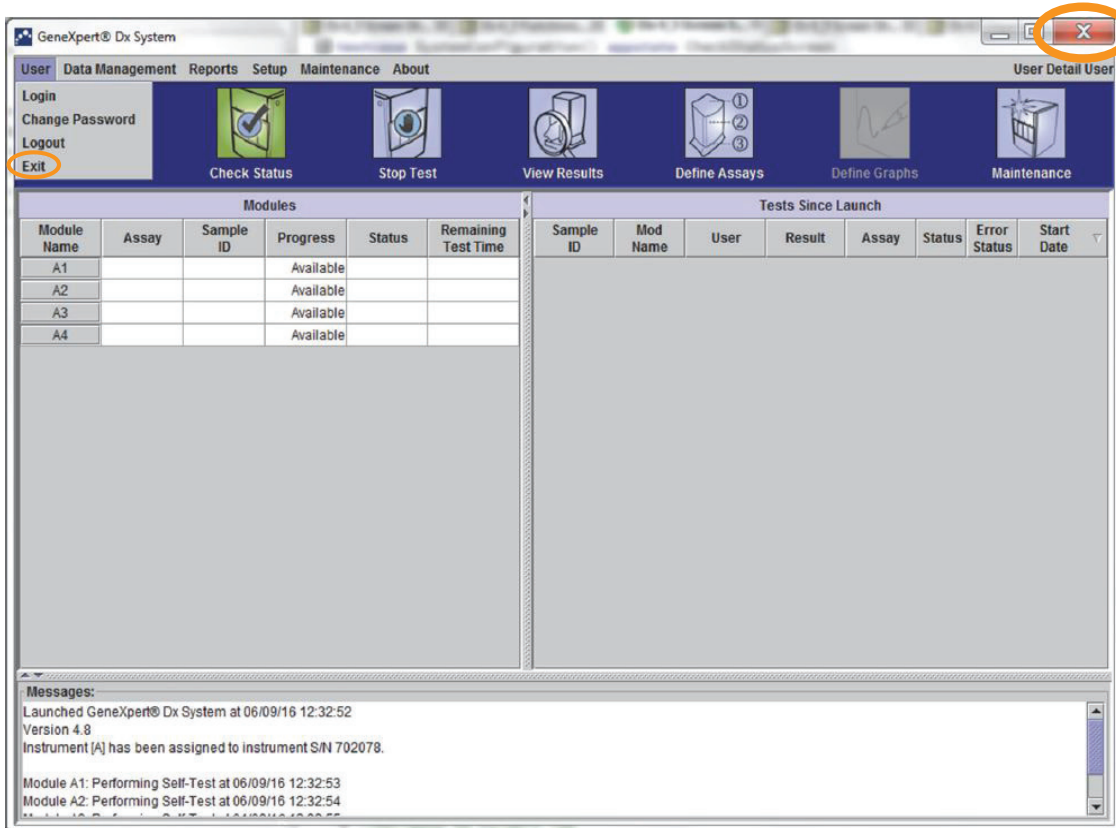 GeneXpert® Dx System
User Data Management Reports Setup Maintenance About User Detail User
Login
Change Password
Logout
Exit
Check Status Stop Test View Results Define Assays Define Graphs Maintenance
Modules
Module Name Assay Sample ID Progress Status Remaining Test Time
A1 Available
A2 Available
A3 Available
A4 Available
Tests Since Launch
Sample ID Mod Name User Result Assay Status Error Status Start Date
Messages:
Launched GeneXpert® Dx System at 06/09/16 12:32:52
Version 4.8
Instrument [A] has been assigned to instrument S/N 702078.
Module A1: Performing Self-Test at 06/09/16 12:32:53
Module A2: Performing Self-Test at 06/09/16 12:32:54